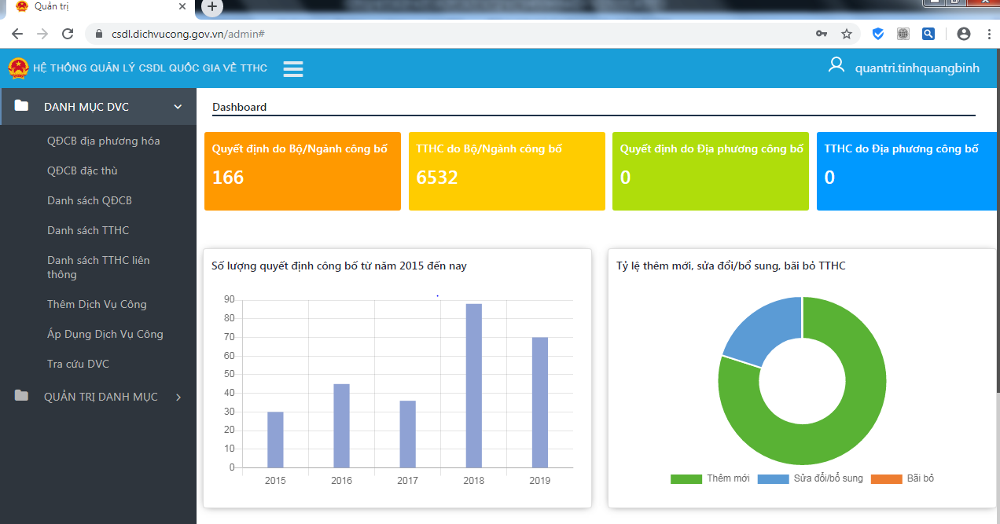 Quản trị
csdl.dichvucong.gov.vn/admin#
HỆ THỐNG QUẢN LÝ CSDL QUỐC GIA VỀ TTHC
quantri.tinhquangbinh
DANH MỤC DVC
QĐCB địa phương hóa
QĐCB đặc thù
Danh sách QĐCB
Danh sách TTHC
Danh sách TTHC liên
thông
Thêm Dịch Vụ Công
Áp Dụng Dịch Vụ Công
Tra cứu DVC
QUẢN TRỊ DANH MỤC
Dashboard
Quyết định do Bộ/Ngành công bố
166
TTHC do Bộ/Ngành công bố
6532
Quyết định do Địa phương công bố
0
TTHC do Địa phương công bố
0
Số lượng quyết định công bố từ năm 2015 đến nay
90
80
70
60
50
40
30
20
10
0
2015 2016 2017 2018 2019
Tỷ lệ thêm mới, sửa đổi/bổ sung, bãi bỏ TTHC
Thêm mới Sửa đổi/bổ sung Bãi bỏ